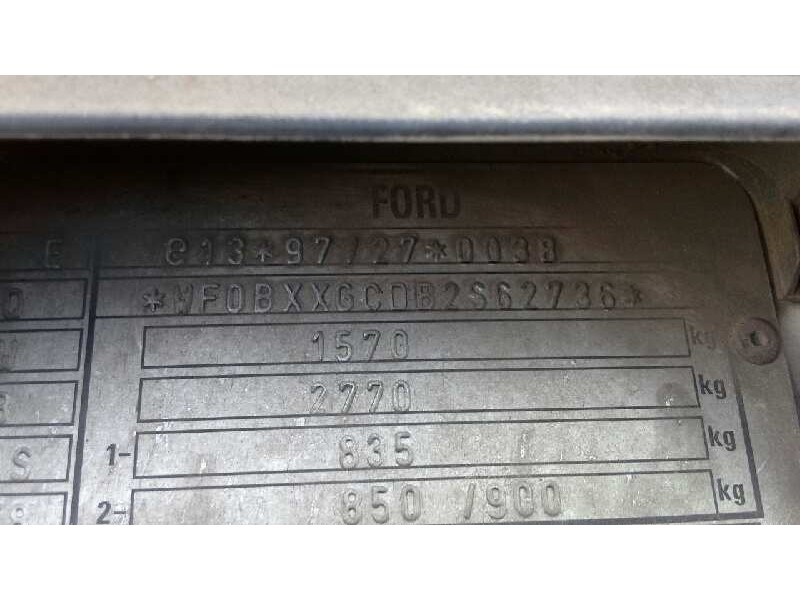 FORD
E e13*97/27*0038
*WF0BXXGCDB2S62736*
1570 kg
2770 kg
S 1- 835 kg
2- 850 /900 kg